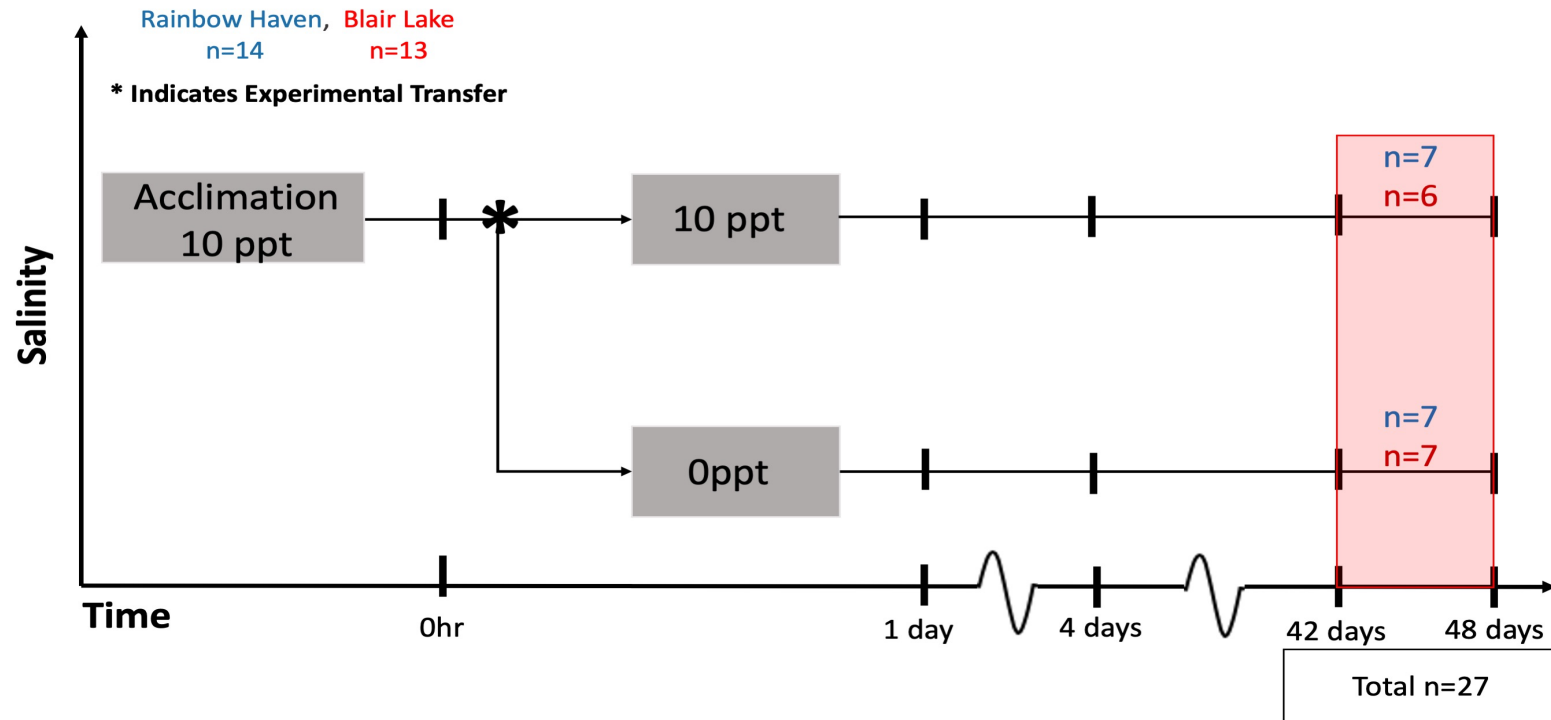 Rainbow Haven, Blair Lake
n=14 n=13
* Indicates Experimental Transfer
Acclimation
10 ppt
*
10 ppt
n=7
n=6
Salinity
0ppt
n=7
n=7
Time
0hr
1 day
4 days
42 days
48 days
Total n=27